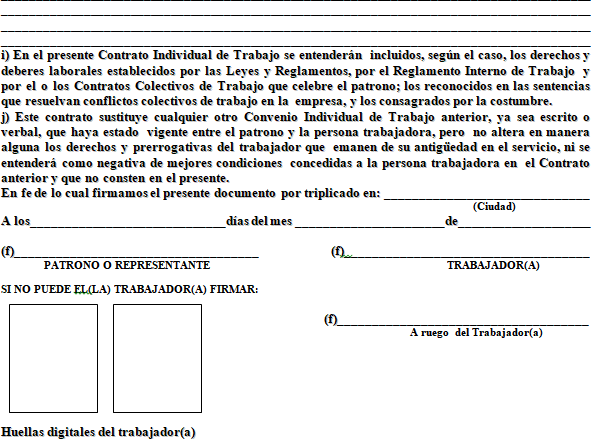 i) En el presente Contrato Individual de Trabajo se entenderán incluidos, según el caso, los derechos y
deberes laborales establecidos por las Leyes y Reglamentos, por el Reglamento Interno de Trabajo y
por el o los Contratos Colectivos de Trabajo que celebre el patrono; los reconocidos en las sentencias
que resuelvan conflictos colectivos de trabajo en la empresa, y los consagrados por la costumbre.
j) Este contrato sustituye cualquier otro Convenio Individual de Trabajo anterior, ya sea escrito o
verbal, que haya estado vigente entre el patrono y la persona trabajadora, pero no altera en manera
alguna los derechos y prerrogativas del trabajador que emanen de su antigüedad en el servicio, ni se
entenderá como negativa de mejores condiciones concedidas a la persona trabajadora en el Contrato
anterior y que no consten en el presente.
En fe de lo cual firmamos el presente documento por triplicado en: ______________________________
(Ciudad)
A los____________________________días del mes ______________________de___________________
(f)___________________________________ (f)___________________________________
PATRONO O REPRESENTANTE TRABAJADOR(A)
SI NO PUEDE EL(LA) TRABAJADOR(A) FIRMAR:
(f)____________________________________
A ruego del Trabajador(a)
Huellas digitales del trabajador(a)